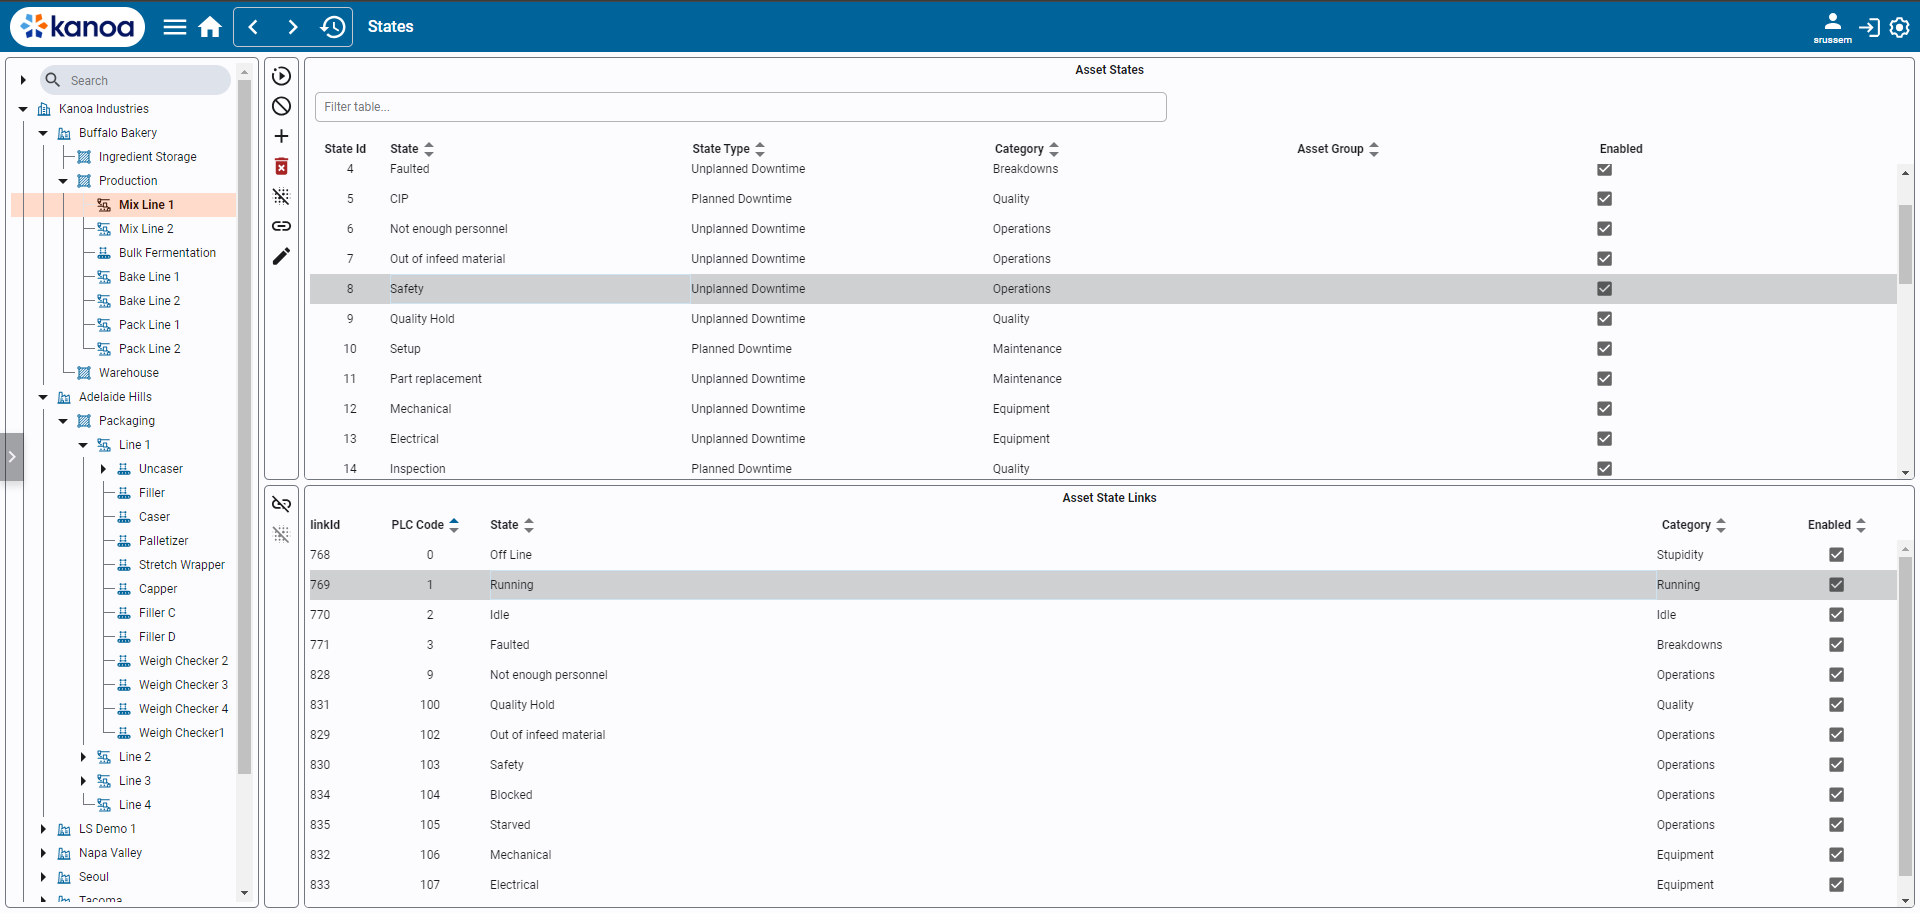 kanoa
States
srussem
Search
Kanoa Industries
Buffalo Bakery
Ingredient Storage
Production
Mix Line 1
Mix Line 2
Bulk Fermentation
Bake Line 1
Bake Line 2
Pack Line 1
Pack Line 2
Warehouse
Adelaide Hills
Packaging
Line 1
Uncaser
Filler
Caser
Palletizer
Stretch Wrapper
Capper
Filler C
Filler D
Weigh Checker 2
Weigh Checker 3
Weigh Checker 4
Weigh Checker1
Line 2
Line 3
Line 4
LS Demo 1
Napa Valley
Seoul
Tacoma
Asset States
Filter table...
State Id State State Type Category Asset Group Enabled
4 Faulted Unplanned Downtime Breakdowns
5 CIP Planned Downtime Quality
6 Not enough personnel Unplanned Downtime Operations
7 Out of infeed material Unplanned Downtime Operations
8 Safety Unplanned Downtime Operations
9 Quality Hold Unplanned Downtime Quality
10 Setup Planned Downtime Maintenance
11 Part replacement Unplanned Downtime Maintenance
12 Mechanical Unplanned Downtime Equipment
13 Electrical Unplanned Downtime Equipment
14 Inspection Planned Downtime Quality
Asset State Links
linkId PLC Code State Category Enabled
768 0 Off Line Stupidity
769 1 Running Running
770 2 Idle Idle
771 3 Faulted Breakdowns
828 9 Not enough personnel Operations
831 100 Quality Hold Quality
829 102 Out of infeed material Operations
830 103 Safety Operations
834 104 Blocked Operations
835 105 Starved Operations
832 106 Mechanical Equipment
833 107 Electrical Equipment